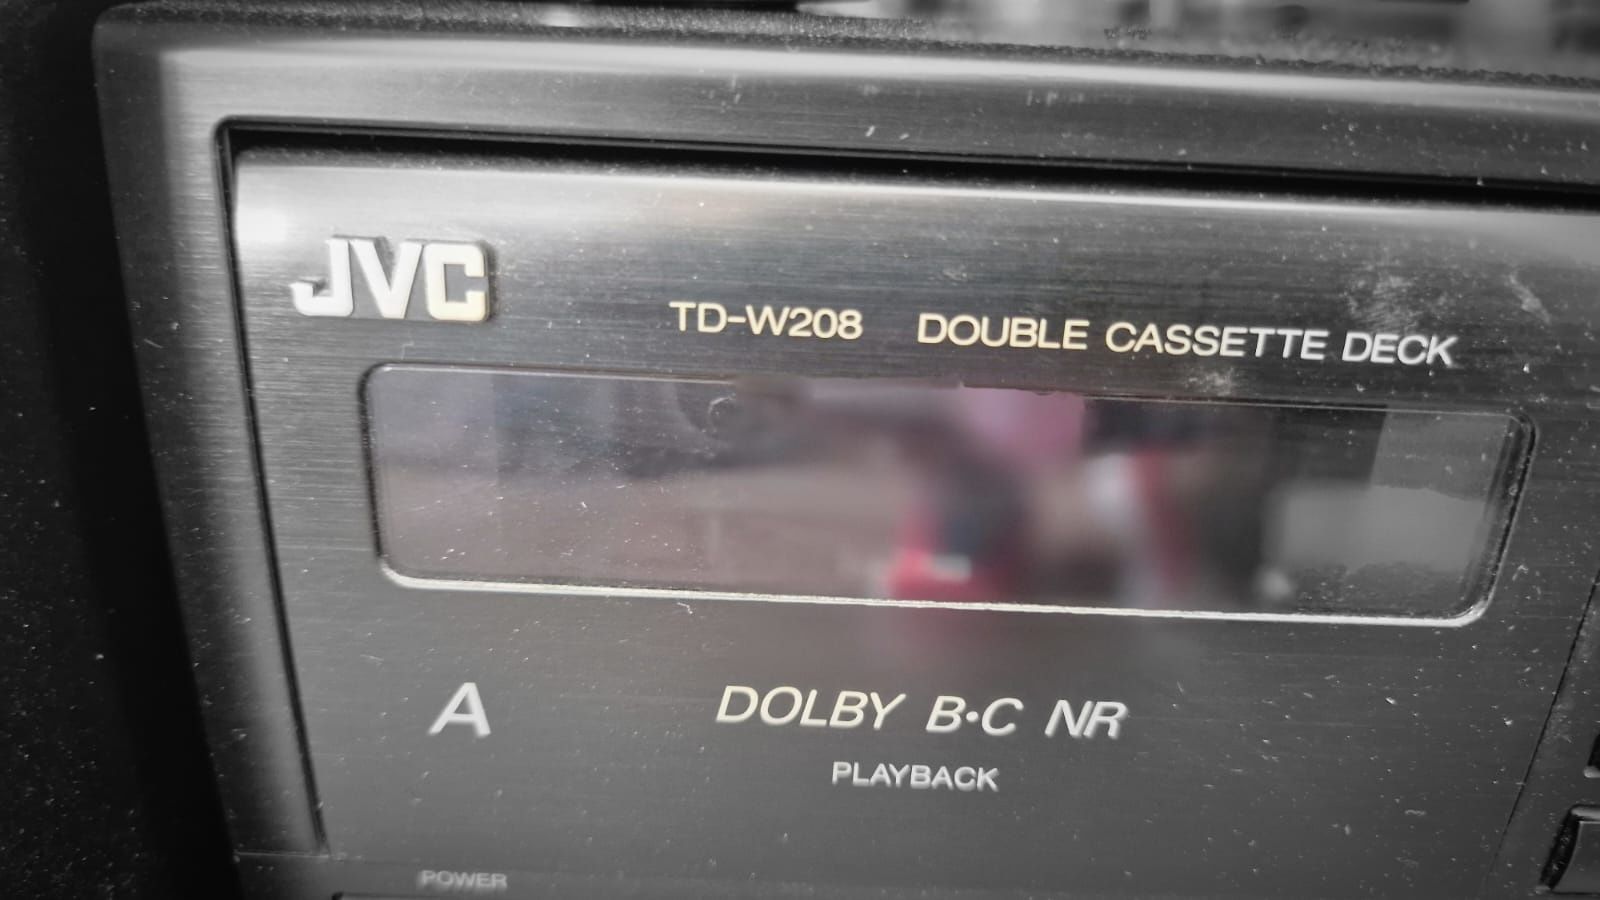 JVC
TD-W208 DOUBLE CASSETTE DECK
A
DOLBY B·C NR
PLAYBACK
POWER